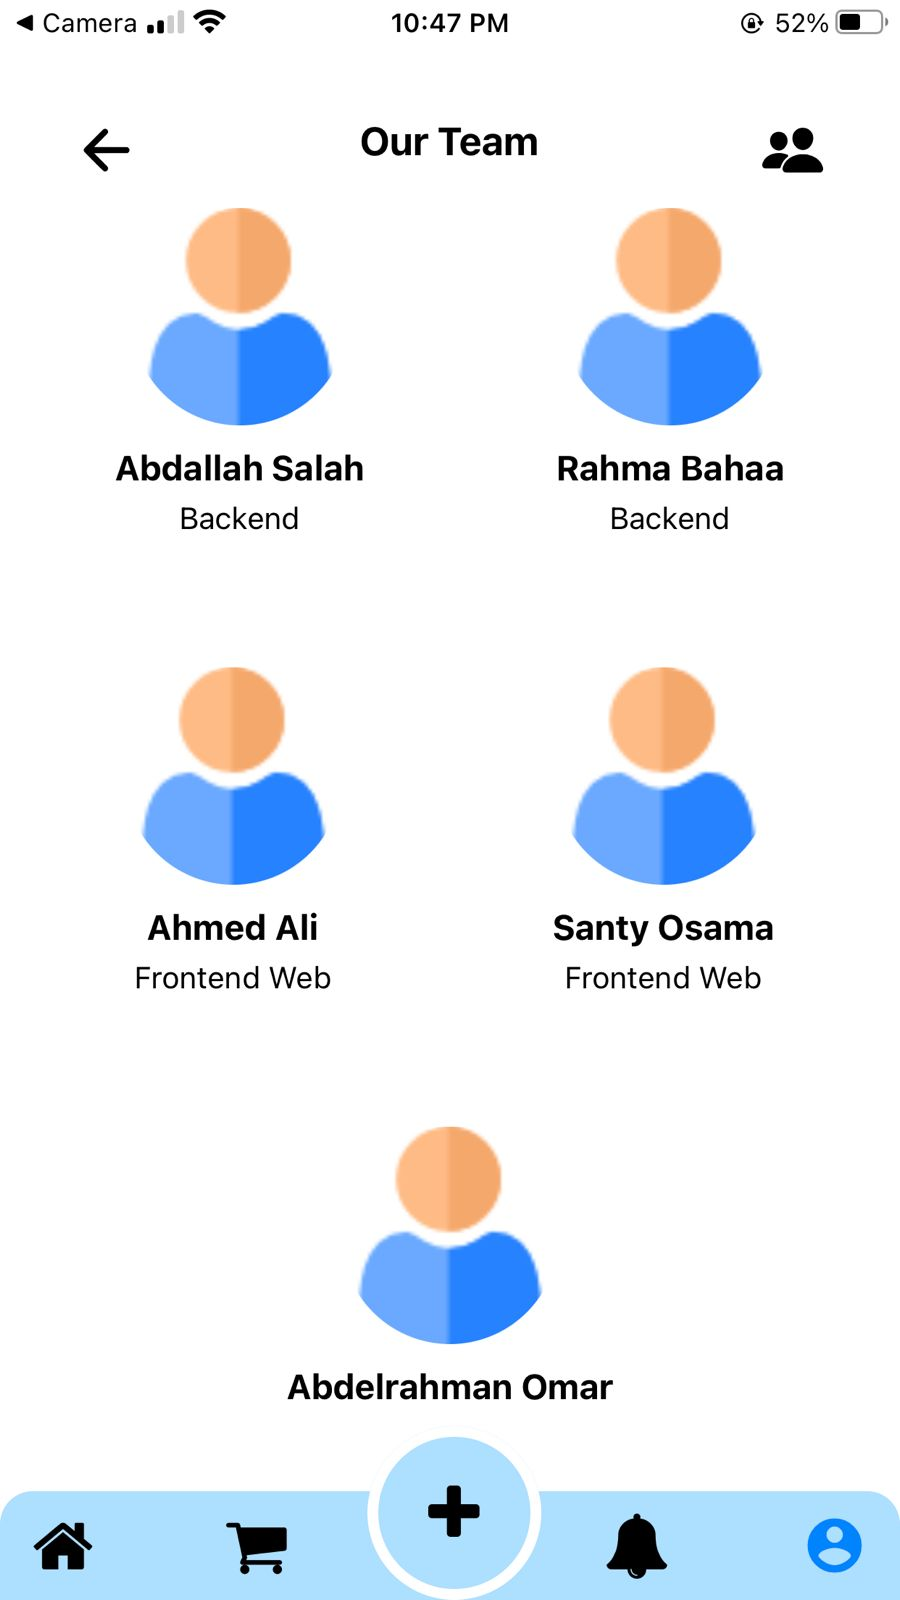 ◀ Camera 10:47 PM 52%
Our Team
Abdallah Salah Rahma Bahaa
Backend Backend
Ahmed Ali Santy Osama
Frontend Web Frontend Web
Abdelrahman Omar